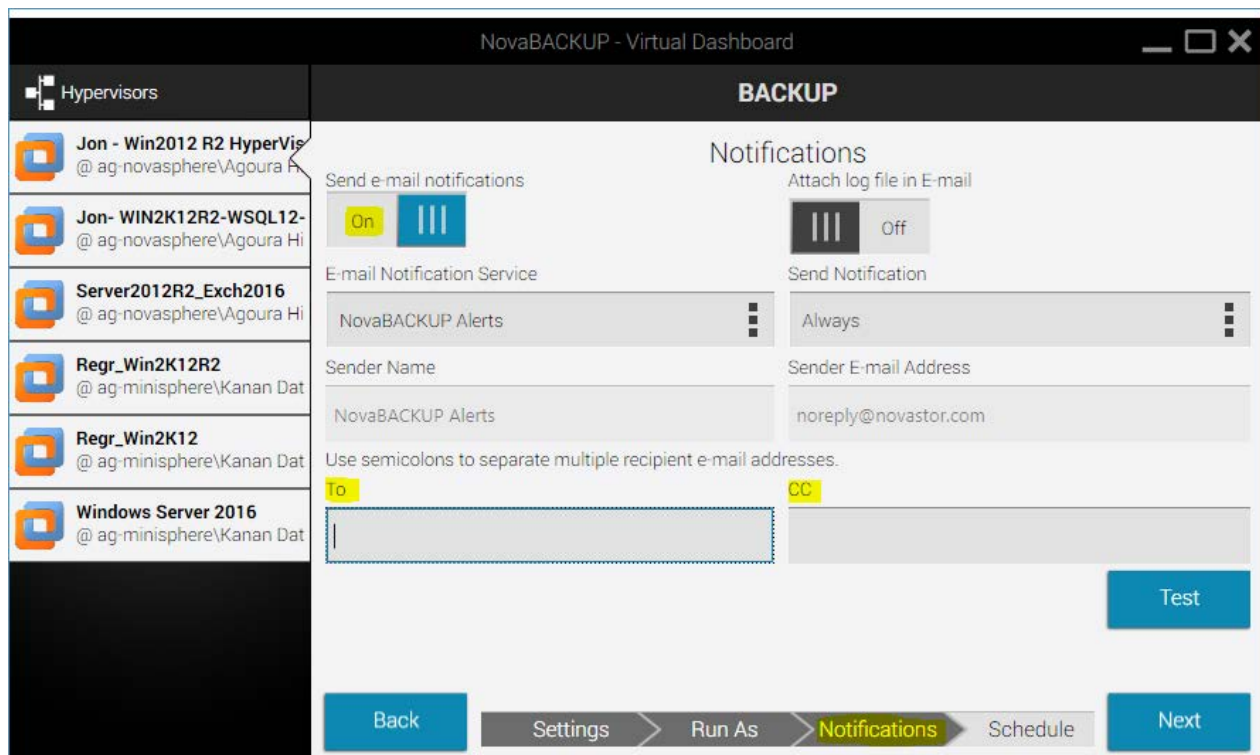 NovaBACKUP - Virtual Dashboard
Hypervisors
BACKUP
Jon - Win2012 R2 HyperVis
@ ag-novasphere\Agoura H
Jon- WIN2K12R2-WSQL12-
@ ag-novasphere\Agoura Hi
Server2012R2_Exch2016
@ ag-novasphere\Agoura Hi
Regr_Win2K12R2
@ ag-minisphere\Kanan Dat
Regr_Win2K12
@ ag-minisphere\Kanan Dat
Windows Server 2016
@ ag-minisphere\Kanan Dat
Notifications
Send e-mail notifications
Attach log file in E-mail
On
Off
E-mail Notification Service
Send Notification
NovaBACKUP Alerts
Always
Sender Name
Sender E-mail Address
NovaBACKUP Alerts
noreply@novastor.com
Use semicolons to separate multiple recipient e-mail addresses.
To
CC
Test
Back
Settings
Run As
Notifications
Schedule
Next